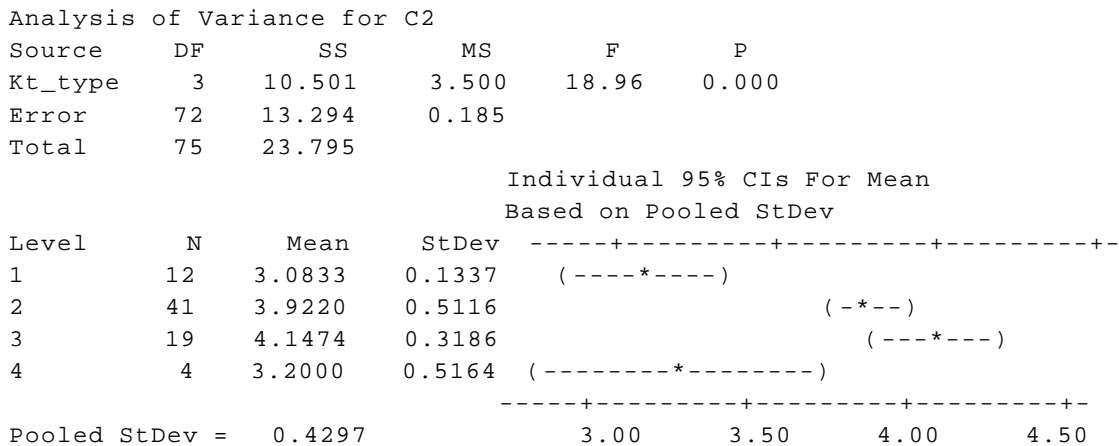 Analysis of Variance for C2
Source DF SS MS F P
Kt_type 3 10.501 3.500 18.96 0.000
Error 72 13.294 0.185
Total 75 23.795
Individual 95% CIs For Mean
Based on Pooled StDev
Level N Mean StDev -----+---------+---------+---------+-
1 12 3.0833 0.1337 (----*----)
2 41 3.9220 0.5116 (-*--)
3 19 4.1474 0.3186 (---*---)
4 4 3.2000 0.5164 (--------*--------)
-----+---------+---------+---------+-
Pooled StDev = 0.4297 3.00 3.50 4.00 4.50